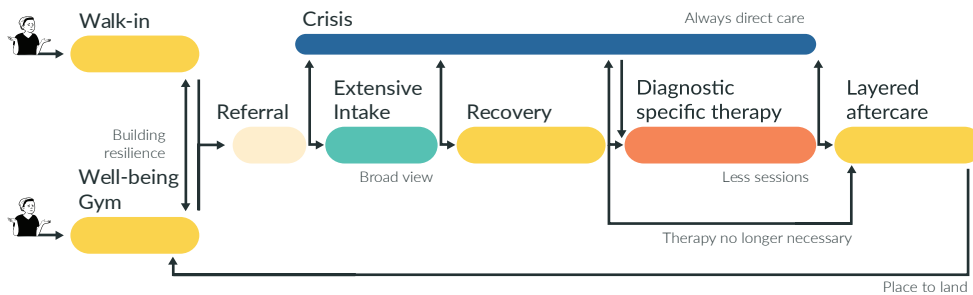 Walk-in
Crisis
Always direct care
Building
resilience
Well-being
Gym
Referral
Extensive
Intake
Broad view
Recovery
Diagnostic
specific therapy
Less sessions
Layered
aftercare
Therapy no longer necessary
Place to land